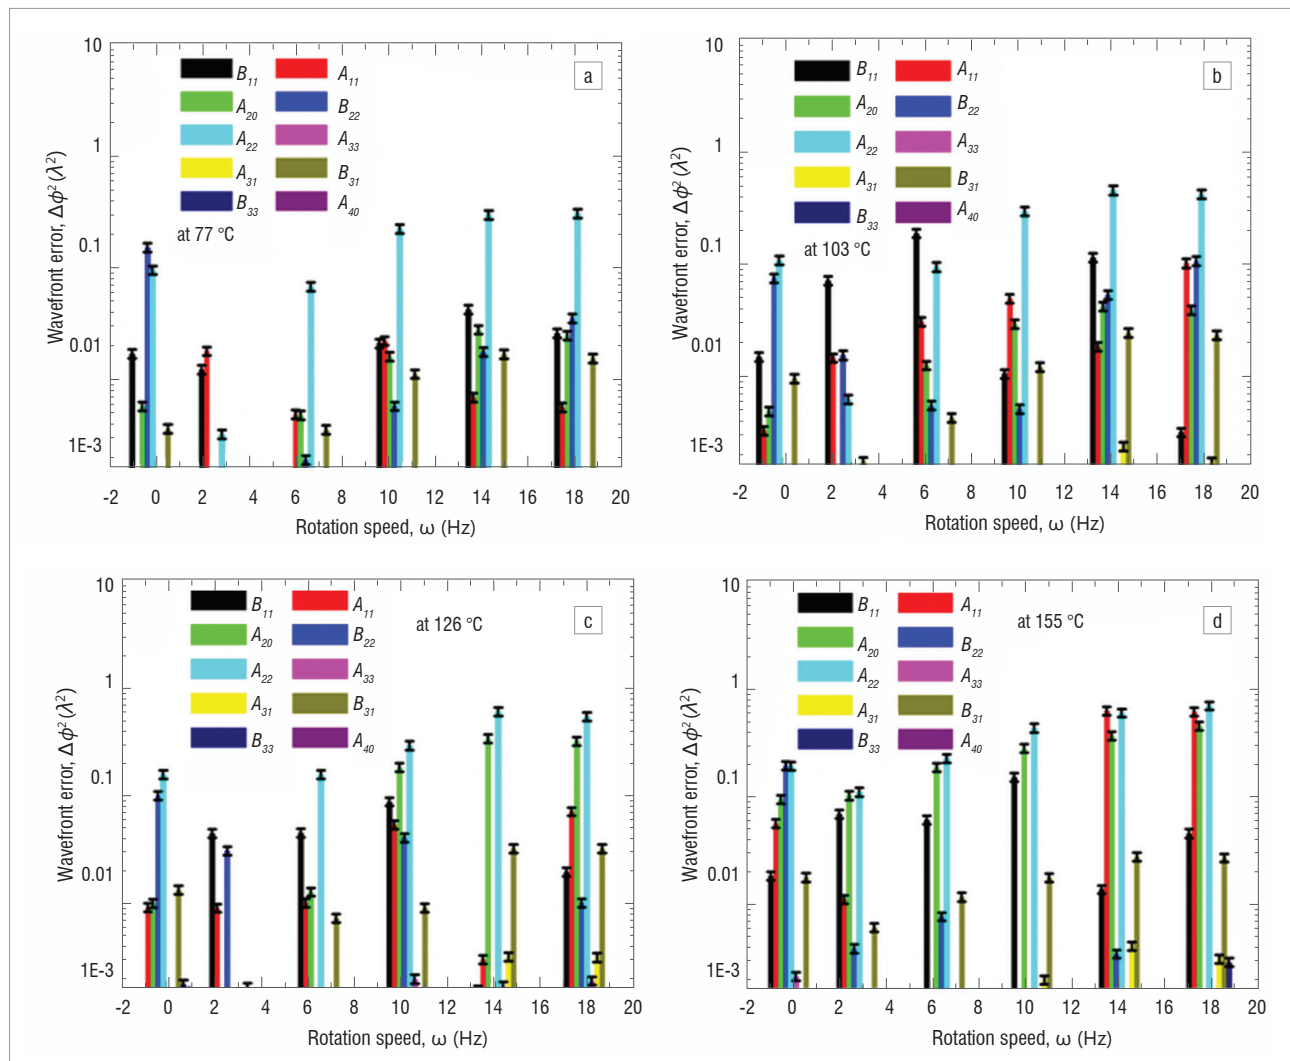 10
1
0.1
0.01
1E-3
Wavefront error, Δϕ² (λ²)
B₁₁ A₁₁
A₂₀ B₂₂
A₂₂ A₃₃
A₃₁ B₃₁
B₃₃ A₄₀
at 77 °C
a
-2 0 2 4 6 8 10 12 14 16 18 20
Rotation speed, ω (Hz)
10
1
0.1
0.01
1E-3
Wavefront error, Δϕ² (λ²)
B₁₁ A₁₁
A₂₀ B₂₂
A₂₂ A₃₃
A₃₁ B₃₁
B₃₃ A₄₀
at 103 °C
b
-2 0 2 4 6 8 10 12 14 16 18 20
Rotation speed, ω (Hz)
10
1
0.1
0.01
1E-3
Wavefront error, Δϕ² (λ²)
B₁₁ A₁₁
A₂₀ B₂₂
A₂₂ A₃₃
A₃₁ B₃₁
B₃₃ A₄₀
at 126 °C
c
-2 0 2 4 6 8 10 12 14 16 18 20
Rotation speed, ω (Hz)
10
1
0.1
0.01
1E-3
Wavefront error, Δϕ² (λ²)
B₁₁ A₁₁
A₂₀ B₂₂
A₂₂ A₃₃
A₃₁ B₃₁
B₃₃ A₄₀
at 155 °C
d
-2 0 2 4 6 8 10 12 14 16 18 20
Rotation speed, ω (Hz)